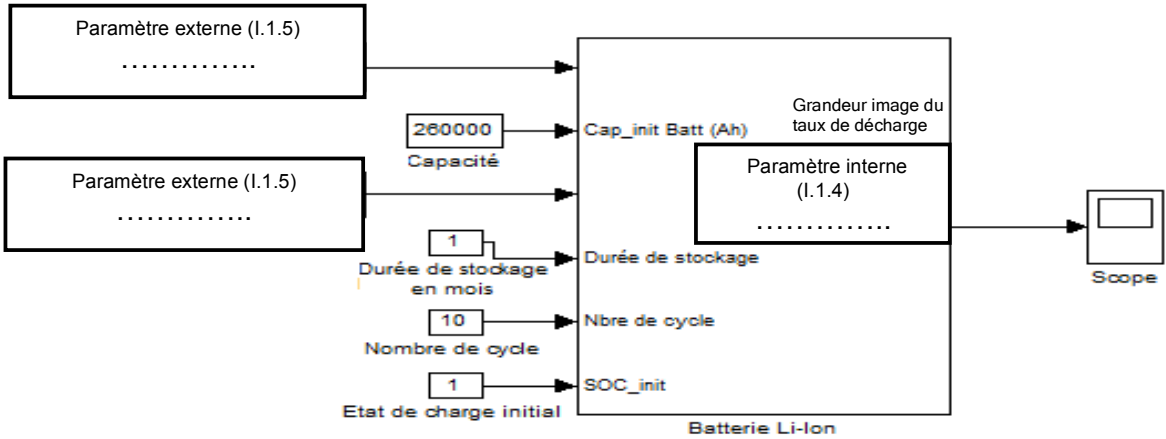 Paramètre externe (I.1.5)
…………..
260000
Capacité
Paramètre externe (I.1.5)
…………..
1
Durée de stockage
en mois
10
Nombre de cycle
1
Etat de charge initial
Cap_init Batt (Ah)
Durée de stockage
Nbre de cycle
SOC_init
Grandeur image du
taux de décharge
Paramètre interne
(I.1.4)
…………..
Batterie Li-Ion
Scope